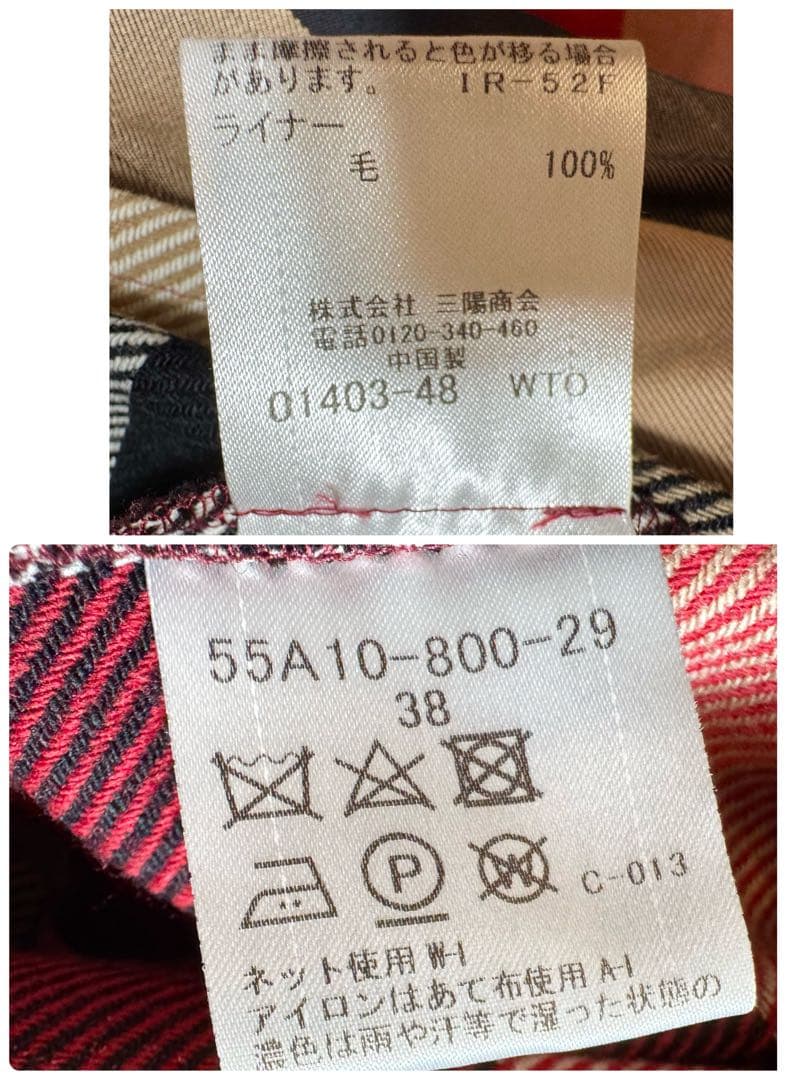 まま摩擦されると色が移る場合
があります。 IR-52F
ライナー
毛 100%
株式会社 三陽商会
電話0120-340-460
中国製
01403-48 WTO
55A10-800-29
38
P
W
C-013
ネット使用 W-1
アイロンはあて布使用 A-1
濃色は雨や汗等で湿った状態の